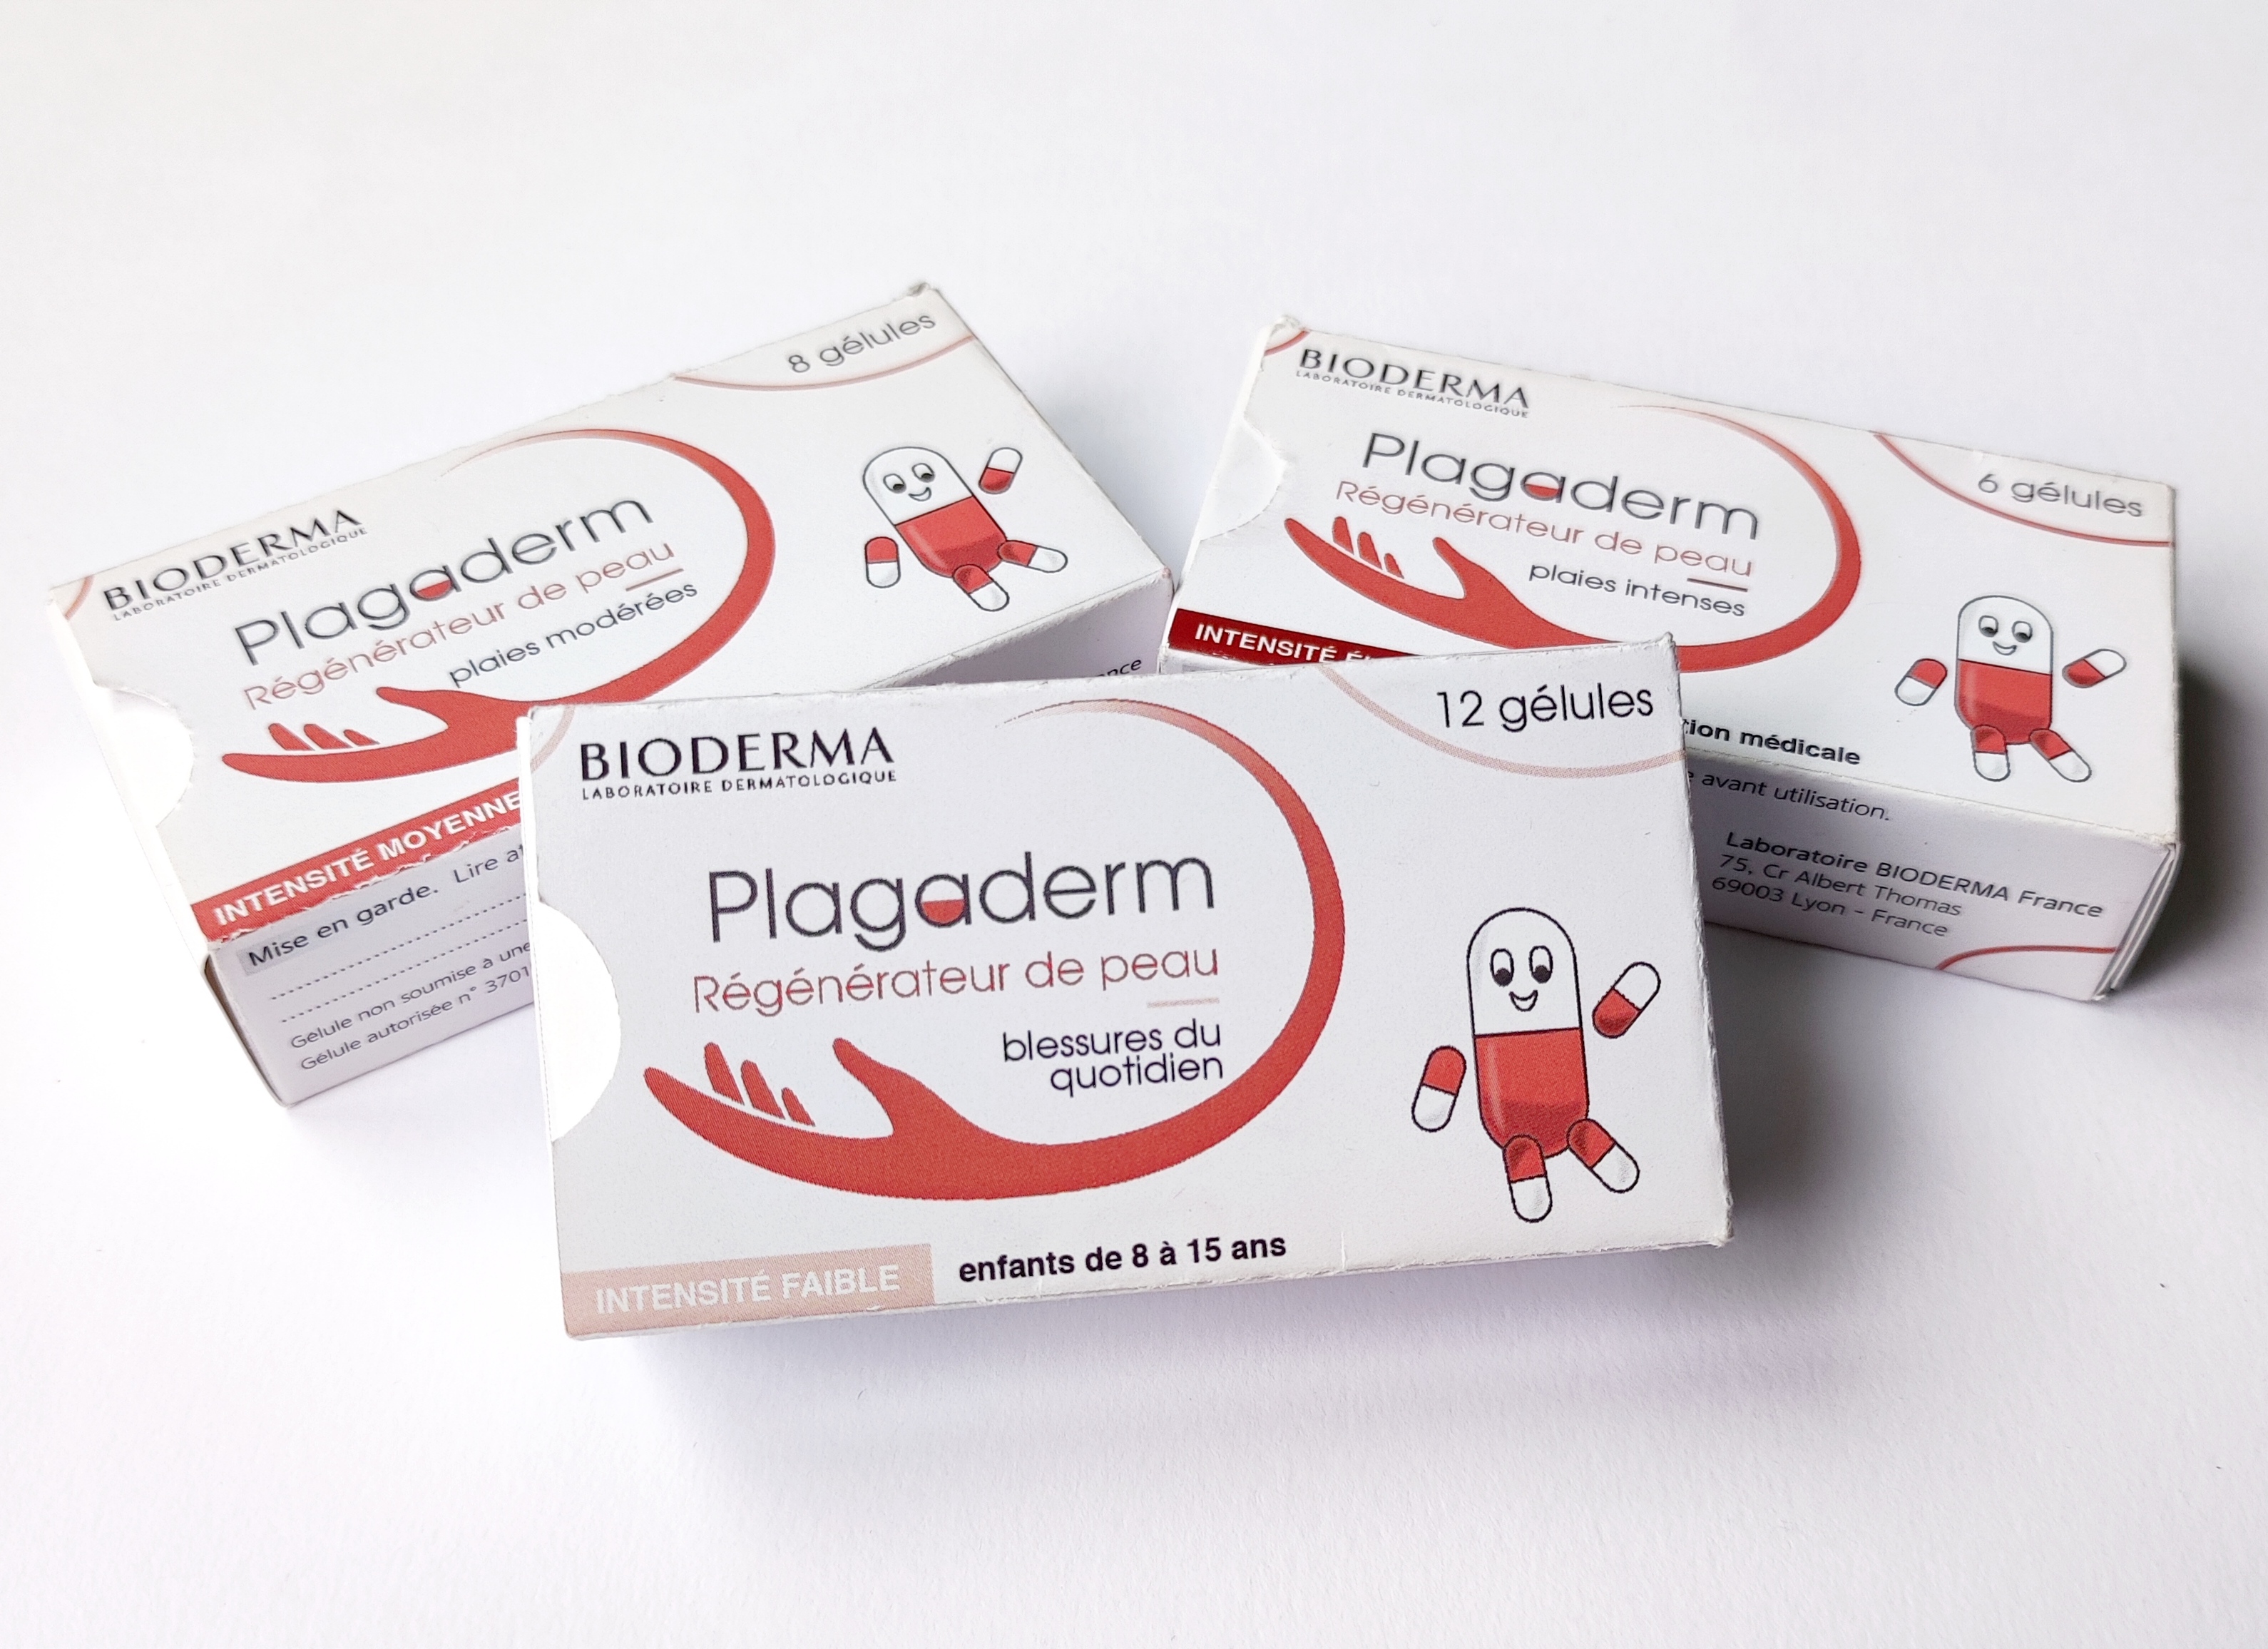 8 gélules
BIODERMA
LABORATOIRE DERMATOLOGIQUE
Plagaderm
Régénérateur de peau
plaies modérées
INTENSITÉ MOYENNE
Mise en garde. Lire
Gélule non soumise à une
Gélule autorisée n° 3701
BIODERMA
LABORATOIRE DERMATOLOGIQUE
6 gélules
Plagaderm
Régénérateur de peau
plaies intenses
INTENSITÉ
médicale
avant utilisation.
Laboratoire BIODERMA France
75, Cr Albert Thomas
69003 Lyon - France
12 gélules
BIODERMA
LABORATOIRE DERMATOLOGIQUE
Plagaderm
Régénérateur de peau
blessures du
quotidien
INTENSITÉ FAIBLE enfants de 8 à 15 ans